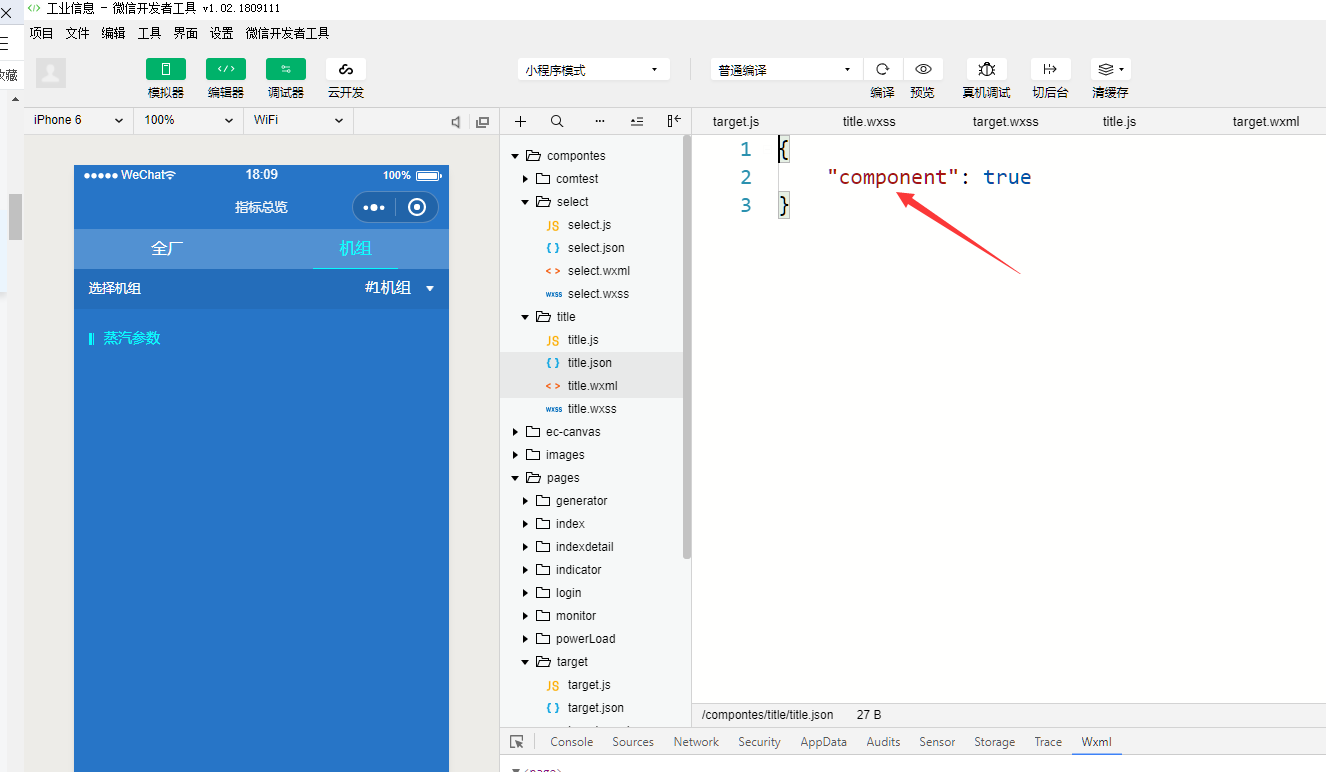 工业信息 - 微信开发者工具 v1.02.1809111
项目 文件 编辑 工具 界面 设置 微信开发者工具
收藏
</>
小程序模式 普通编译
模拟器 编辑器 调试器 云开发 编译 预览 真机调试 切后台 清缓存
iPhone 6 100% WiFi
target.js title.wxss target.wxss title.js target.wxml
WeChat 18:09 100%
指标总览
全厂 机组
选择机组 #1机组
蒸汽参数
compontes
comtest
select
JS select.js
{ } select.json
< > select.wxml
wxss select.wxss
title
JS title.js
{ } title.json
< > title.wxml
wxss title.wxss
ec-canvas
images
pages
generator
index
indexdetail
indicator
login
monitor
powerLoad
target
JS target.js
{ } target.json
1 {
2 "component": true
3 }
/compontes/title/title.json 27 B
Console Sources Network Security AppData Audits Sensor Storage Trace Wxml
<page>